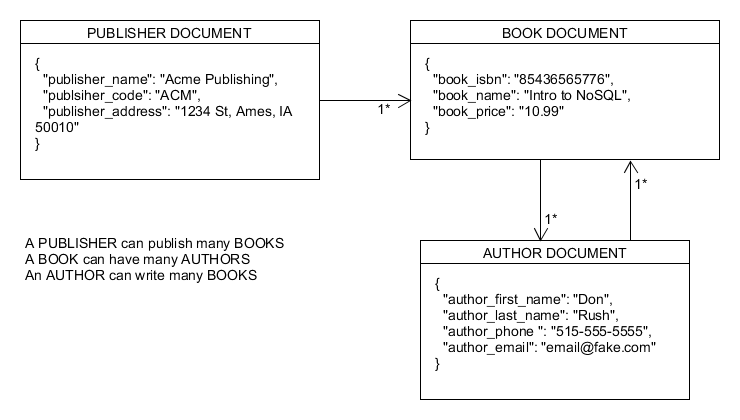 PUBLISHER DOCUMENT
{
"publisher_name": "Acme Publishing",
"publsiher_code": "ACM",
"publisher_address": "1234 St, Ames, IA
50010"
}
1*
BOOK DOCUMENT
{
"book_isbn": "85436565776",
"book_name": "Intro to NoSQL",
"book_price": "10.99"
}
1*
1*
A PUBLISHER can publish many BOOKS
A BOOK can have many AUTHORS
An AUTHOR can write many BOOKS
AUTHOR DOCUMENT
{
"author_first_name": "Don",
"author_last_name": "Rush",
"author_phone ": "515-555-5555",
"author_email": "email@fake.com"
}